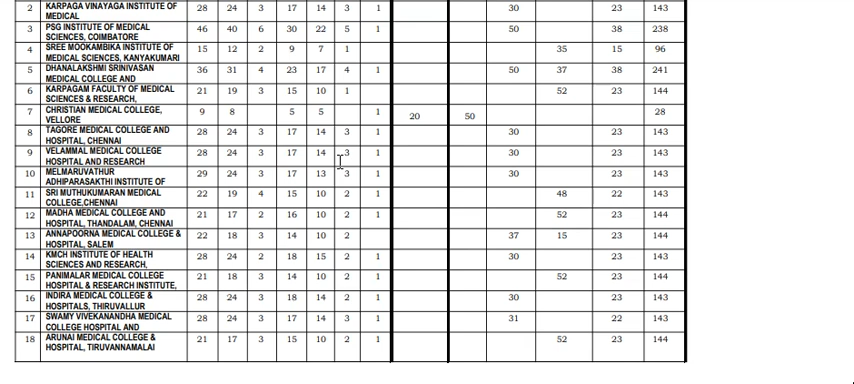 2 KARPAGA VINAYAGA INSTITUTE OF MEDICAL 28 24 3 17 14 3 1 30 23 143
3 PSG INSTITUTE OF MEDICAL SCIENCES, COIMBATORE 46 40 6 30 22 5 1 50 38 238
4 SREE MOOKAMBIKA INSTITUTE OF MEDICAL SCIENCES, KANYAKUMARI 15 12 2 9 7 1 35 15 96
5 DHANALAKSHMI SRINIVASAN MEDICAL COLLEGE AND 36 31 4 23 17 4 1 50 37 38 241
6 KARPAGAM FACULTY OF MEDICAL SCIENCES & RESEARCH, 21 19 3 15 10 1 52 23 144
7 CHRISTIAN MEDICAL COLLEGE, VELLORE 9 8 5 5 1 20 50 28
8 TAGORE MEDICAL COLLEGE AND HOSPITAL, CHENNAI 28 24 3 17 14 3 1 30 23 143
9 VELAMMAL MEDICAL COLLEGE HOSPITAL AND RESEARCH 28 24 3 17 14 3 1 30 23 143
10 MELMARUVATHUR ADHIPARASAKTHI INSTITUTE OF 29 24 3 17 13 3 1 30 23 143
11 SRI MUTHUKUMARAN MEDICAL COLLEGE,CHENNAI 22 19 4 15 10 2 1 48 22 143
12 MADHA MEDICAL COLLEGE AND HOSPITAL, THANDALAM, CHENNAI 21 17 2 16 10 2 1 52 23 144
13 ANNAPOORNA MEDICAL COLLEGE & HOSPITAL, SALEM 22 18 3 14 10 2 37 15 23 144
14 KMCH INSTITUTE OF HEALTH SCIENCES AND RESEARCH, 28 24 2 18 15 2 1 30 23 143
15 PANIMALAR MEDICAL COLLEGE HOSPITAL & RESEARCH INSTITUTE, 21 18 3 14 10 2 1 52 23 144
16 INDIRA MEDICAL COLLEGE & HOSPITALS, THIRUVALLUR 28 24 3 18 14 2 1 30 23 143
17 SWAMY VIVEKANANDHA MEDICAL COLLEGE HOSPITAL AND 28 24 3 17 14 2 1 31 22 143
18 ARUNAI MEDICAL COLLEGE & HOSPITAL, TIRUVANNAMALAI 21 17 3 15 10 2 1 52 23 144